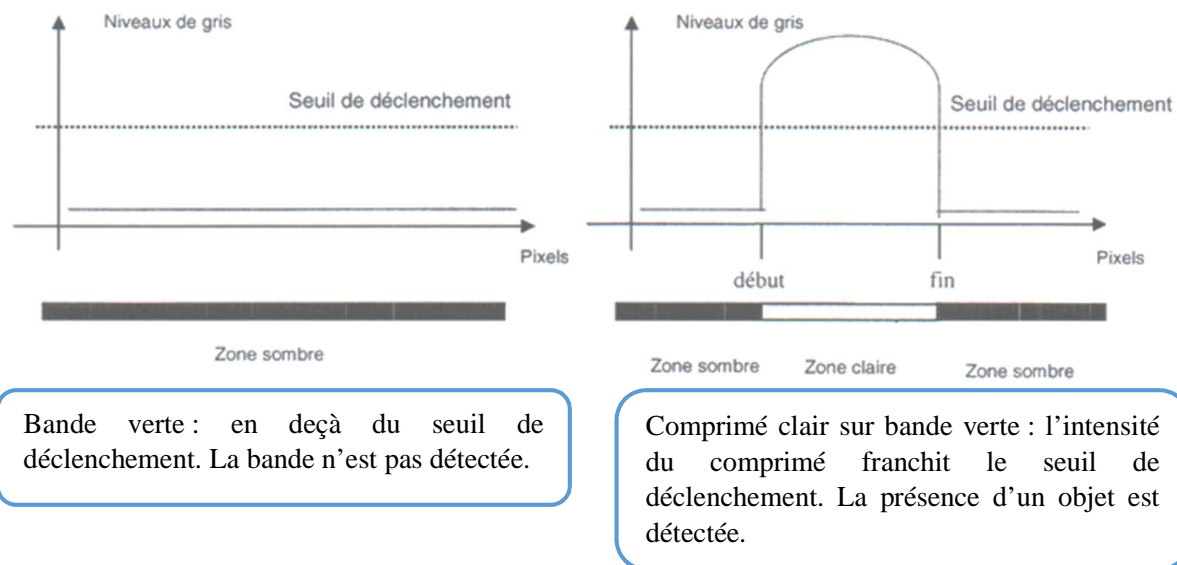 Niveaux de gris
Seuil de déclenchement
Pixels
Zone sombre
Bande verte : en deçà du seuil de
déclenchement. La bande n'est pas détectée.
Niveaux de gris
Seuil de déclenchement
Pixels
début
fin
Zone sombre
Zone claire
Zone sombre
Comprimé clair sur bande verte : l'intensité
du comprimé franchit le seuil de
déclenchement. La présence d'un objet est
détectée.